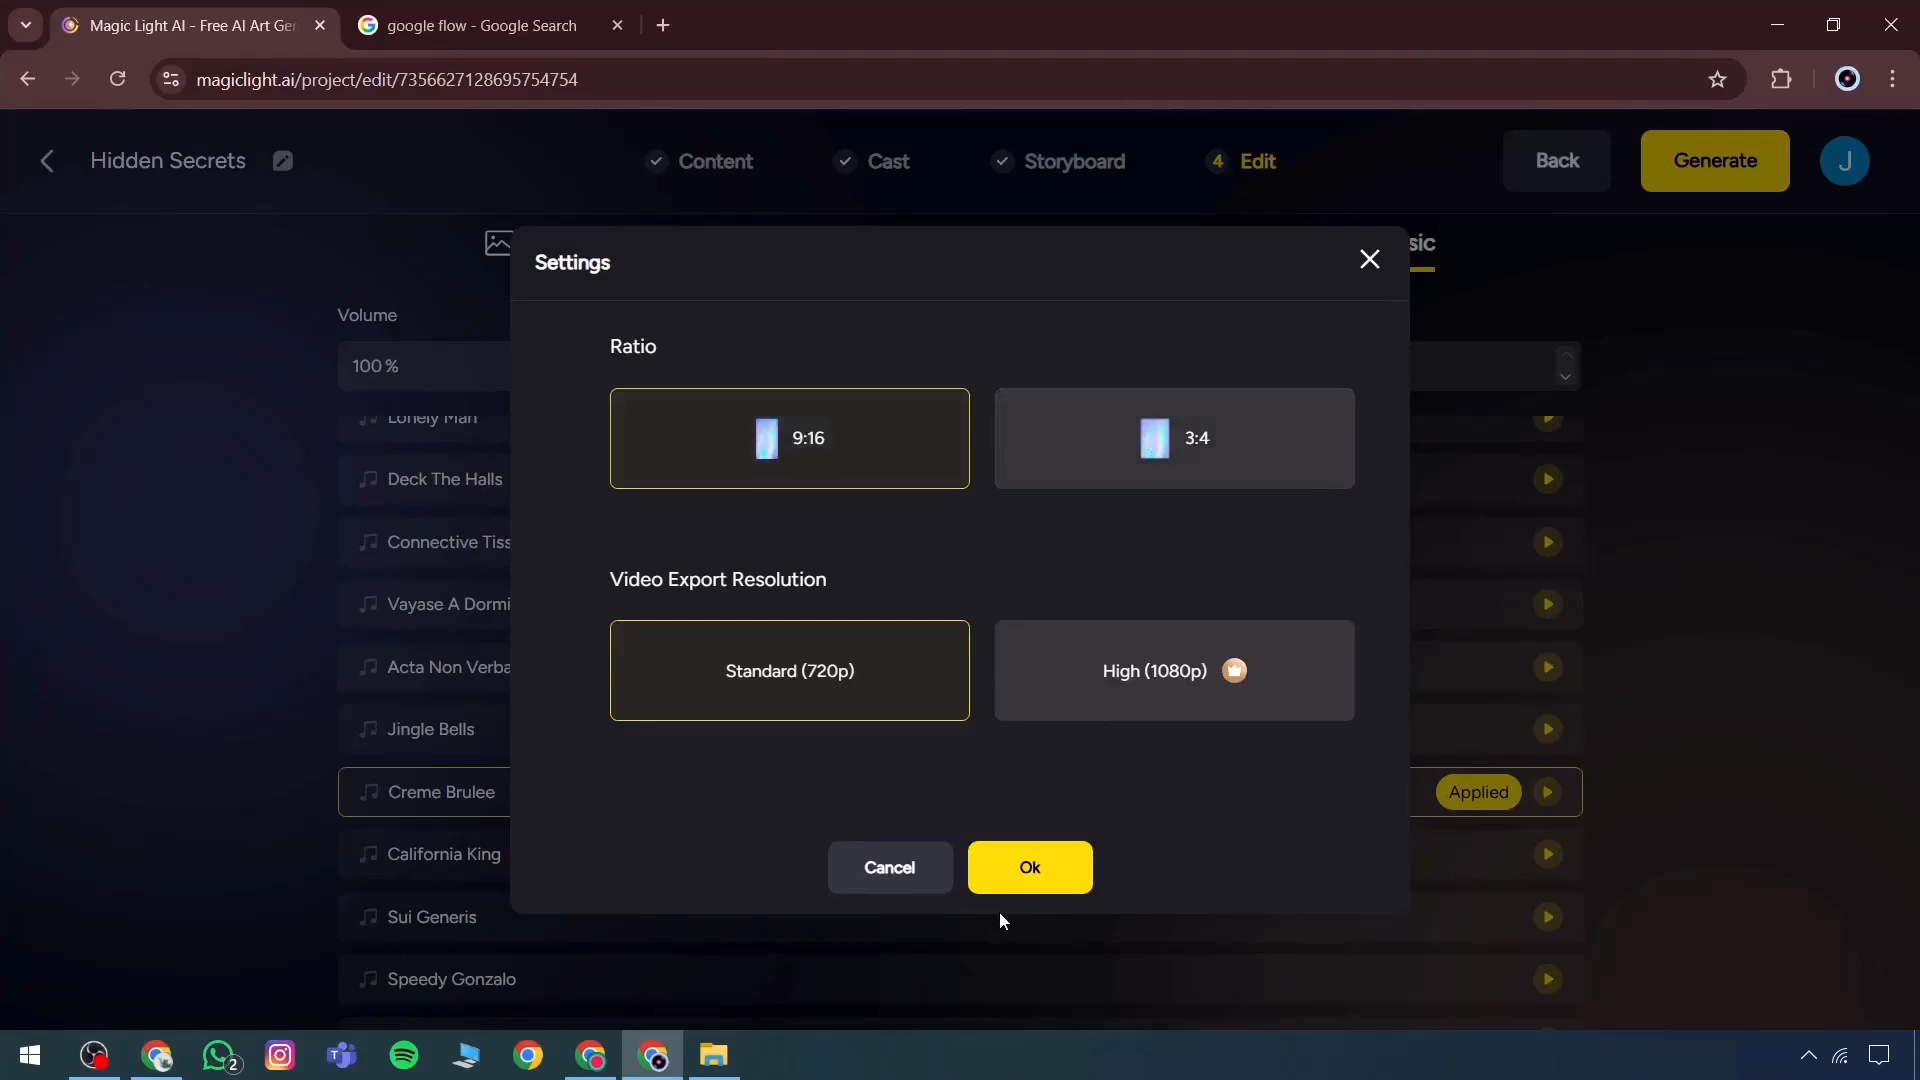 Magic Light AI - Free AI Art Ger
google flow - Google Search
magiclight.ai/project/edit/7356627128695754754
Hidden Secrets
Content
Cast
Storyboard
4 Edit
Back
Generate
J
Settings
sic
Volume
100 %
Ratio
9:16
3:4
Lonely Man
Deck The Halls
Connective Tiss
Vayase A Dormi
Acta Non Verba
Jingle Bells
Creme Brulee
Applied
California King
Sui Generis
Speedy Gonzalo
Video Export Resolution
Standard (720p)
High (1080p)
Cancel
Ok
2